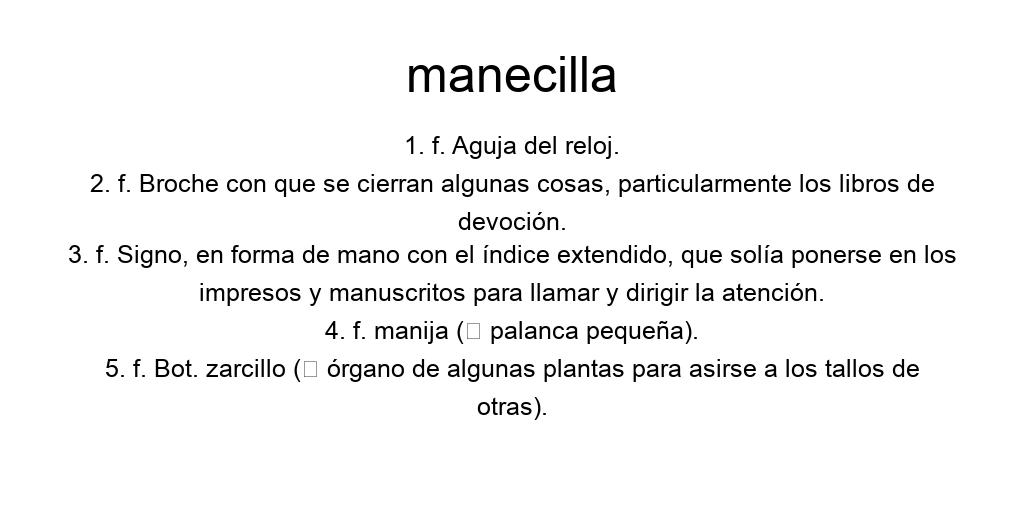 manecilla
1. f. Aguja del reloj.
2. f. Broche con que se cierran algunas cosas, particularmente los libros de
devoción.
3. f. Signo, en forma de mano con el índice extendido, que solía ponerse en los
impresos y manuscritos para llamar y dirigir la atención.
4. f. manija (□ palanca pequeña).
5. f. Bot. zarcillo (□ órgano de algunas plantas para asirse a los tallos de
otras).